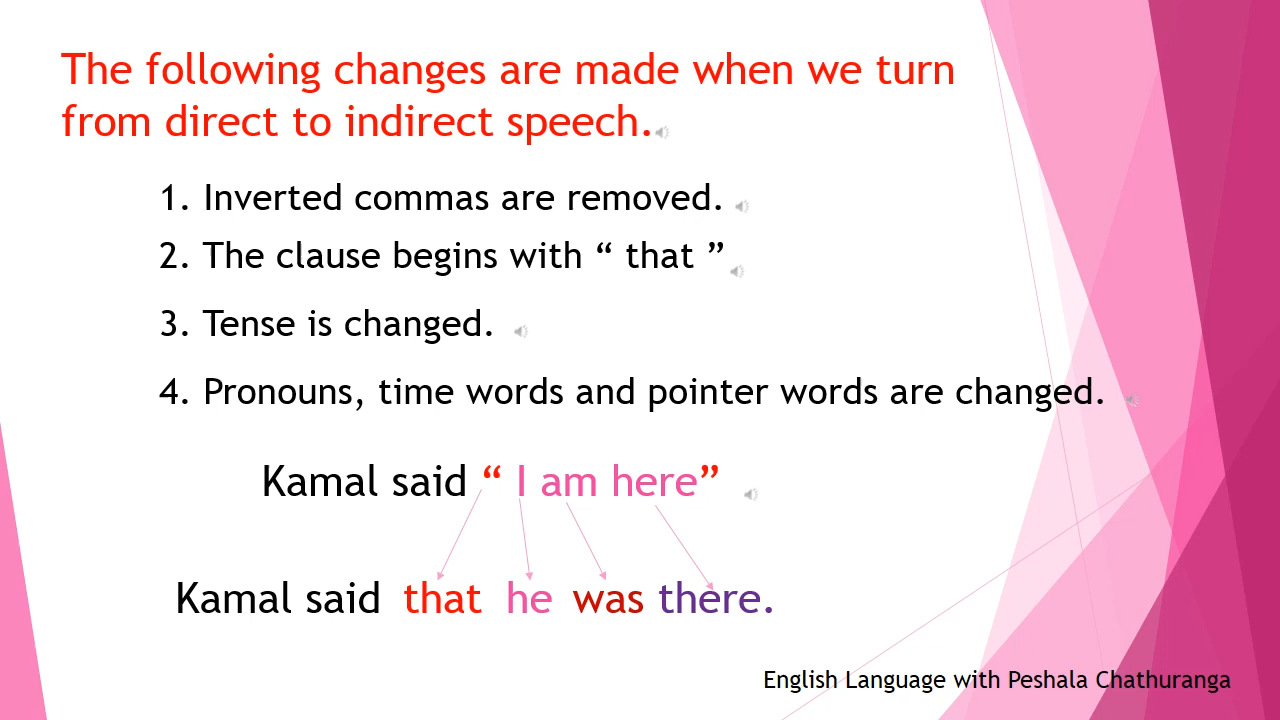 The following changes are made when we turn
from direct to indirect speech.
1. Inverted commas are removed.
2. The clause begins with “ that ”
3. Tense is changed.
4. Pronouns, time words and pointer words are changed.
Kamal said “ I am here”
Kamal said that he was there.
English Language with Peshala Chathuranga